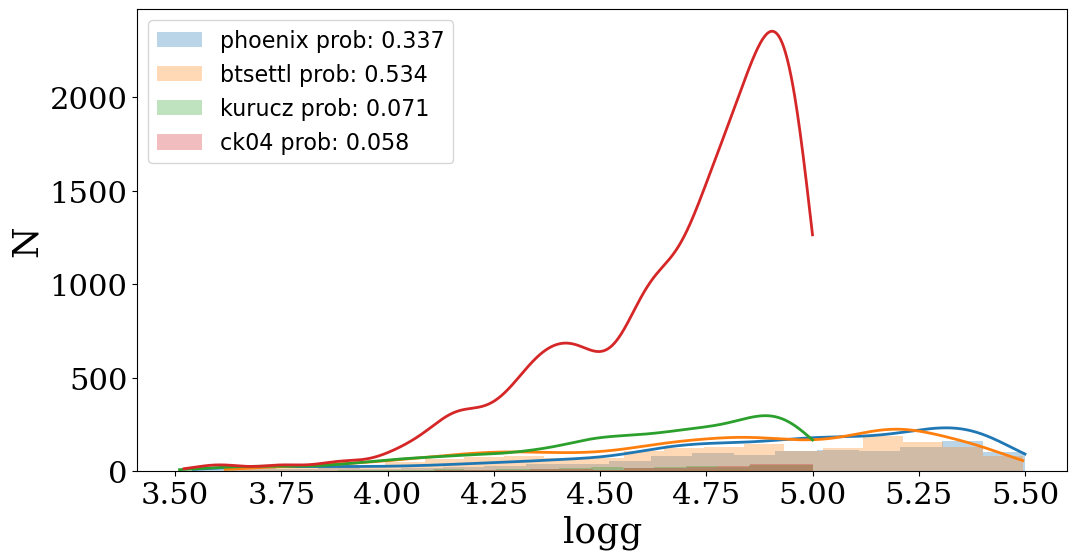 phoenix prob: 0.337
btsettl prob: 0.534
kurucz prob: 0.071
ck04 prob: 0.058
N
2000
1500
1000
500
0
3.50 3.75 4.00 4.25 4.50 4.75 5.00 5.25 5.50
logg